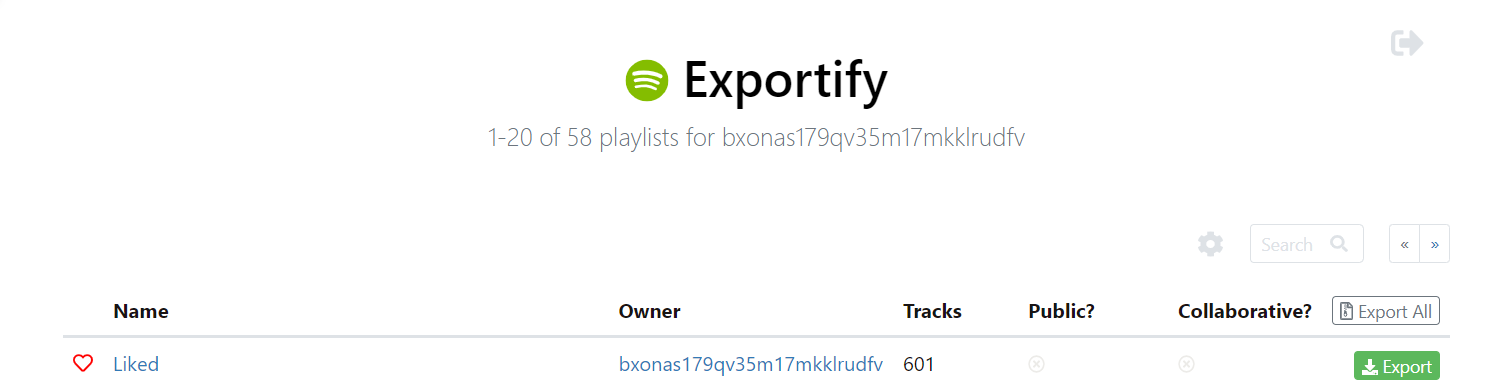 Exportify
1-20 of 58 playlists for bxonas179qv35m17mkklrudfv
Search « »
Name Owner Tracks Public? Collaborative? Export All
Liked bxonas179qv35m17mkklrudfv 601 Export